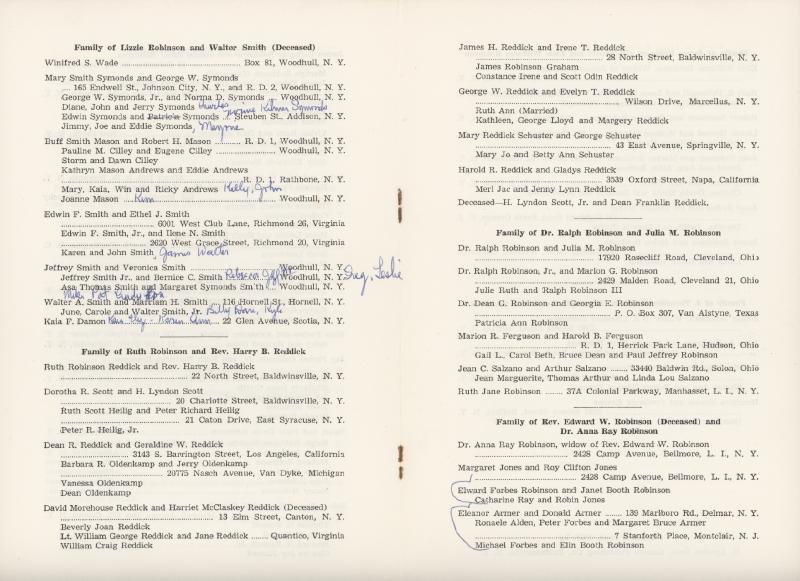 Family of Lizzie Robinson and Walter Smith (Deceased)
Winifred S. Wade ........ Box 81, Woodhull, N. Y.
Mary Smith Symonds and George W. Symonds
... 165 Endwell St., Johnson City, N. Y., and R. D. 2, Woodhull, N. Y.
George W. Symonds, Jr., and Norma D. Symonds ... Woodhull, N. Y.
Diane, John and Jerry Symonds Charles
Edwin Symonds and Patricia Symonds ... Steuben St., Addison, N. Y.
Jimmy, Joe and Eddie Symonds,
Buff Smith Mason and Robert H. Mason ........ R. D. 1, Woodhull, N. Y.
Pauline M. Cilley and Eugene Cilley ........ Woodhull, N. Y.
Storm and Dawn Cilley
Kathryn Mason Andrews and Eddie Andrews
........ R. D. 1, Rathbone, N. Y.
Mary, Kaia, Win and Ricky Andrews Kelly, John
Joanne Mason Kim ........ Woodhull, N. Y.
Edwin F. Smith and Ethel J. Smith
........ 6001 West Club Lane, Richmond 26, Virginia
Edwin F. Smith, Jr., and Ilene N. Smith
........ 2620 West Grace Street, Richmond 20, Virginia
Karen and John Smith, James Walter
Jeffrey Smith and Veronica Smith ........ Woodhull, N. Y.
Jeffrey Smith Jr., and Bernice C. Smith Rebecca Woodhull, N. Y. Greg, Leslie
Asa Thomas Smith and Margaret Symonds Smith Woodhull, N. Y.
Walter A. Smith and Marriam H. Smith ... 116 Hornell St., Hornell, N. Y.
June, Carole and Walter Smith, Jr. Kyle
Kaia F. Damon Karen Ann ... 22 Glen Avenue, Scotia, N. Y.
Family of Ruth Robinson and Rev. Harry B. Reddick
Ruth Robinson Reddick and Rev. Harry B. Reddick
........ 22 North Street, Baldwinsville, N. Y.
Dorotha R. Scott and H. Lyndon Scott
........ 20 Charlotte Street, Baldwinsville, N. Y.
Ruth Scott Heilig and Peter Richard Heilig
........ 21 Caton Drive, East Syracuse, N. Y.
Peter R. Heilig, Jr.
Dean R. Reddick and Geraldine W. Reddick
........ 3143 S. Barrington Street, Los Angeles, California
Barbara R. Oldenkamp and Jerry Oldenkamp
........ 20775 Nasch Avenue, Van Dyke, Michigan
Vanessa Oldenkamp
Dean Oldenkamp
David Morehouse Reddick and Harriet McClaskey Reddick (Deceased)
........ 13 Elm Street, Canton, N. Y.
Beverly Joan Reddick
Lt. William George Reddick and Jane Reddick ...... Quantico, Virginia
William Craig Reddick
James H. Reddick and Irene T. Reddick
........ 28 North Street, Baldwinsville, N. Y.
James Robinson Graham
Constance Irene and Scott Odin Reddick
George W. Reddick and Evelyn T. Reddick
........ Wilson Drive, Marcellus, N. Y.
Ruth Ann (Married)
Kathleen, George Lloyd and Margery Reddick
Mary Reddick Schuster and George Schuster
........ 43 East Avenue, Springville, N. Y.
Mary Jo and Betty Ann Schuster
Harold R. Reddick and Gladys Reddick
........ 3539 Oxford Street, Napa, California
Merl Jac and Jenny Lynn Reddick
Deceased—H. Lyndon Scott, Jr. and Dean Franklin Reddick.
Family of Dr. Ralph Robinson and Julia M. Robinson
Dr. Ralph Robinson and Julia M. Robinson
........ 17920 Rosecliff Road, Cleveland, Ohio
Dr. Ralph Robinson, Jr., and Marion G. Robinson
........ 2429 Malden Road, Cleveland 21, Ohio
Julie Ruth and Ralph Robinson III
Dr. Dean G. Robinson and Georgia E. Robinson
........ P. O. Box 307, Van Alstyne, Texas
Patricia Ann Robinson
Marion R. Ferguson and Harold B. Ferguson
........ R. D. 1, Herrick Park Lane, Hudson, Ohio
Gail L., Carol Beth, Bruce Dean and Paul Jeffrey Robinson
Jean C. Salzano and Arthur Salzano ...... 33440 Baldwin Rd., Solon, Ohio
Jean Marguerite, Thomas Arthur and Linda Lou Salzano
Ruth Jane Robinson ...... 37A Colonial Parkway, Manhasset, L. I., N. Y.
Family of Rev. Edward W. Robinson (Deceased) and
Dr. Anna Ray Robinson
Dr. Anna Ray Robinson, widow of Rev. Edward W. Robinson
........ 2428 Camp Avenue, Bellmore, L. I., N. Y.
Margaret Jones and Roy Clifton Jones
........ 2428 Camp Avenue, Bellmore, L. I., N. Y.
Elward Forbes Robinson and Janet Booth Robinson
Catharine Ray and Robin Jones
Eleanor Armer and Donald Armer ...... 139 Marlboro Rd., Delmar, N. Y.
Ronaele Alden, Peter Forbes and Margaret Bruce Armer
........ 7 Stanforth Place, Montclair, N. J.
Michael Forbes and Elin Booth Robinson